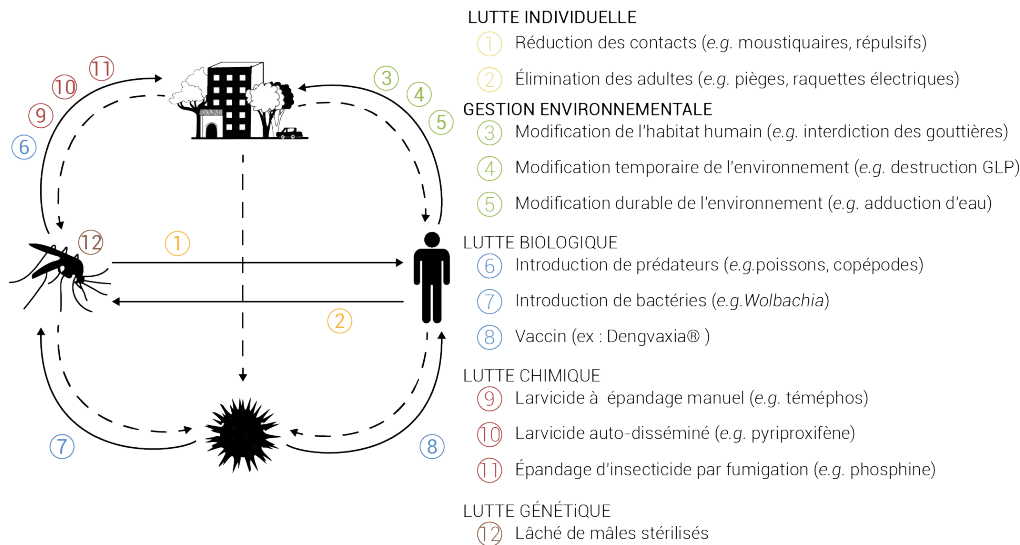 LUTTE INDIVIDUELLE
① Réduction des contacts (e.g. moustiquaires, répulsifs)
② Élimination des adultes (e.g. pièges, raquettes électriques)
GESTION ENVIRONNEMENTALE
③ Modification de l'habitat humain (e.g. interdiction des gouttières)
④ Modification temporaire de l'environnement (e.g. destruction GLP)
⑤ Modification durable de l'environnement (e.g. adduction d'eau)
LUTTE BIOLOGIQUE
⑥ Introduction de prédateurs (e.g.poissons, copépodes)
⑦ Introduction de bactéries (e.g.Wolbachia)
⑧ Vaccin (ex : Dengvaxia® )
LUTTE CHIMIQUE
⑨ Larvicide à épandage manuel (e.g. téméphos)
⑩ Larvicide auto-disséminé (e.g. pyriproxifène)
⑪ Épandage d'insecticide par fumigation (e.g. phosphine)
LUTTE GÉNÉTiQUE
⑫ Lâché de mâles stérilisés
⑪
⑩
⑨
⑥
③
④
⑤
⑫
①
②
⑦
⑧